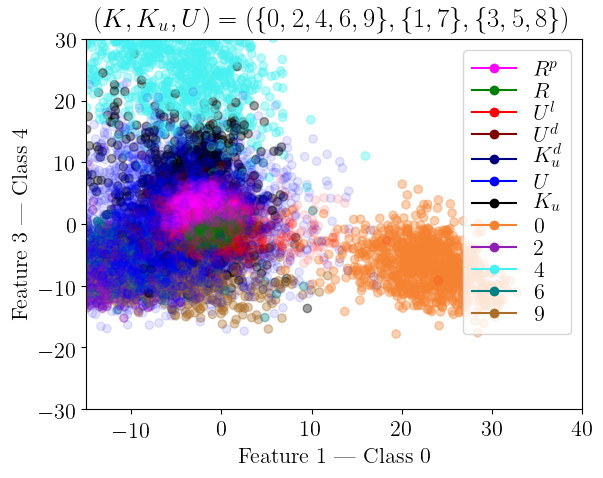 (K, K_u, U) = ({0, 2, 4, 6, 9}, {1, 7}, {3, 5, 8})
30
20
10
0
−10
−20
−30
Feature 3 — Class 4
R^p
R
U^l
U^d
K_u^d
U
K_u
0
2
4
6
9
−10
0
10
20
30
40
Feature 1 — Class 0